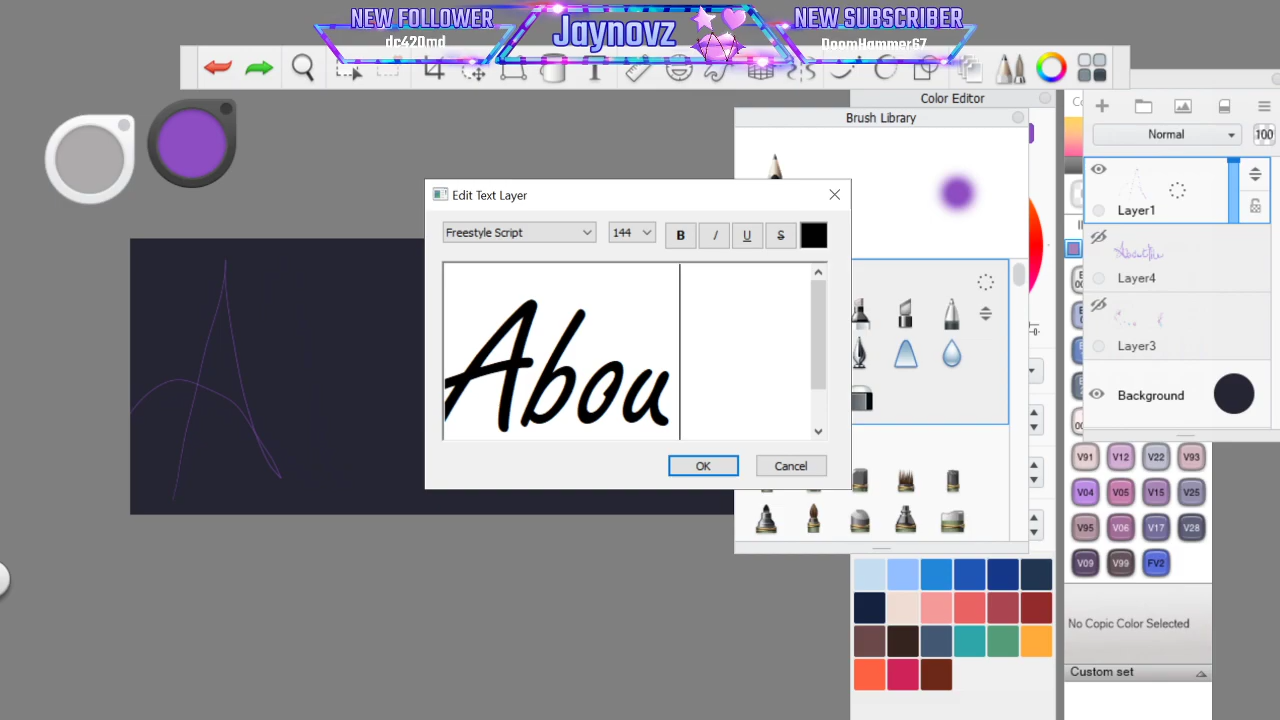 NEW FOLLOWER
dc420md
Jaynovz
NEW SUBSCRIBER
DoomHammer67
Color Editor
Brush Library
Normal
100
Layer1
Layer4
Layer3
Background
Edit Text Layer
Freestyle Script
144
B
I
U
S
Abou
OK
Cancel
V91 V12 V22 V93
V04 V05 V15 V25
V95 V06 V17 V28
V09 V99 FV2
No Copic Color Selected
Custom set